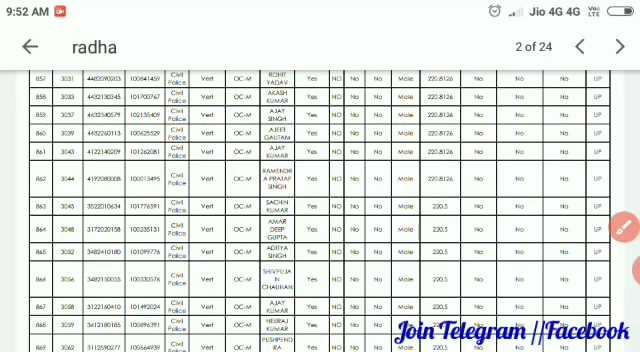 9:52 AM Jio 4G 4G VoLTE
radha 2 of 24
857 3031 4482090203 100841459 Civil Police Vert OC-M ROHIT YADAV Yes NO No No Male 220.8126 No No No UP
858 3033 4432130345 101700767 Civil Police Vert OC-M AKASH KUMAR Yes NO No No Male 220.8126 No No No UP
859 3037 4432340579 102135409 Civil Police Vert OC-M AJAY SINGH Yes NO No No Male 220.8126 No No No UP
860 3039 4432260113 100625529 Civil Police Vert OC-M AJEET GAUTAM Yes NO No No Male 220.8126 No No No UP
861 3043 4122140209 101262081 Civil Police Vert OC-M AJAY KUMAR Yes NO No No Male 220.8126 No No No UP
862 3044 4192080008 100013495 Civil Police Vert OC-M RAMENDRA PRATAP SINGH Yes NO No No Male 220.8126 No No No UP
863 3045 3522010634 101776591 Civil Police Vert OC-M SACHIN KUMAR Yes NO No No Male 220.5 No No No UP
864 3048 3172020158 100235131 Civil Police Vert OC-M AMAR DEEP GUPTA Yes NO No No Male 220.5 No No No UP
865 3052 3482410180 101099776 Civil Police Vert OC-M ADITYA SINGH Yes NO No No Male 220.5 No No No UP
866 3056 3482150055 100330576 Civil Police Vert OC-M SHIVPUJAN CHAUHAN Yes NO No No Male 220.5 No No No UP
867 3058 3122160410 101492024 Civil Police Vert OC-M AJAY KUMAR Yes NO No No Male 220.5 No No No UP
868 3059 3412180185 100896391 Civil Police Vert OC-M NEERAJ KUMAR Yes NO No No Male
869 3062 3112590277 100664939 Civil Police Vert OC-M PUSHPENDRA Yes NO No No Male 220.5 No No No UP
Join Telegram //Facebook